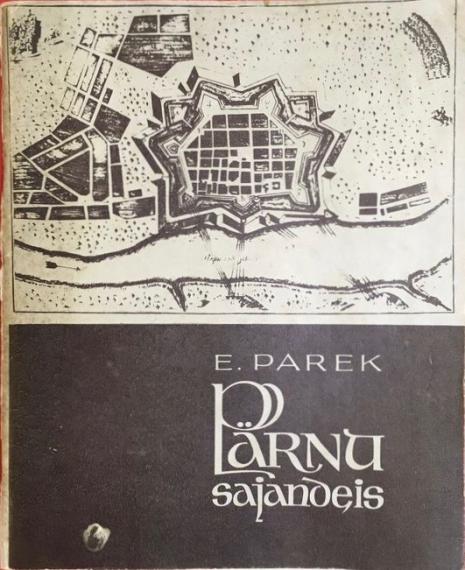 E. PAREK
PÄRNU
sajandeis